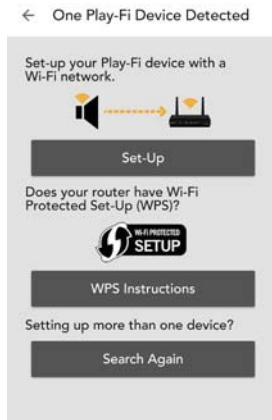 One Play-Fi Device Detected
Set-up your Play-Fi device with a
Wi-Fi network.
Set-Up
Does your router have Wi-Fi
Protected Set-Up (WPS)?
WI-FI PROTECTED
SETUP
WPS Instructions
Setting up more than one device?
Search Again